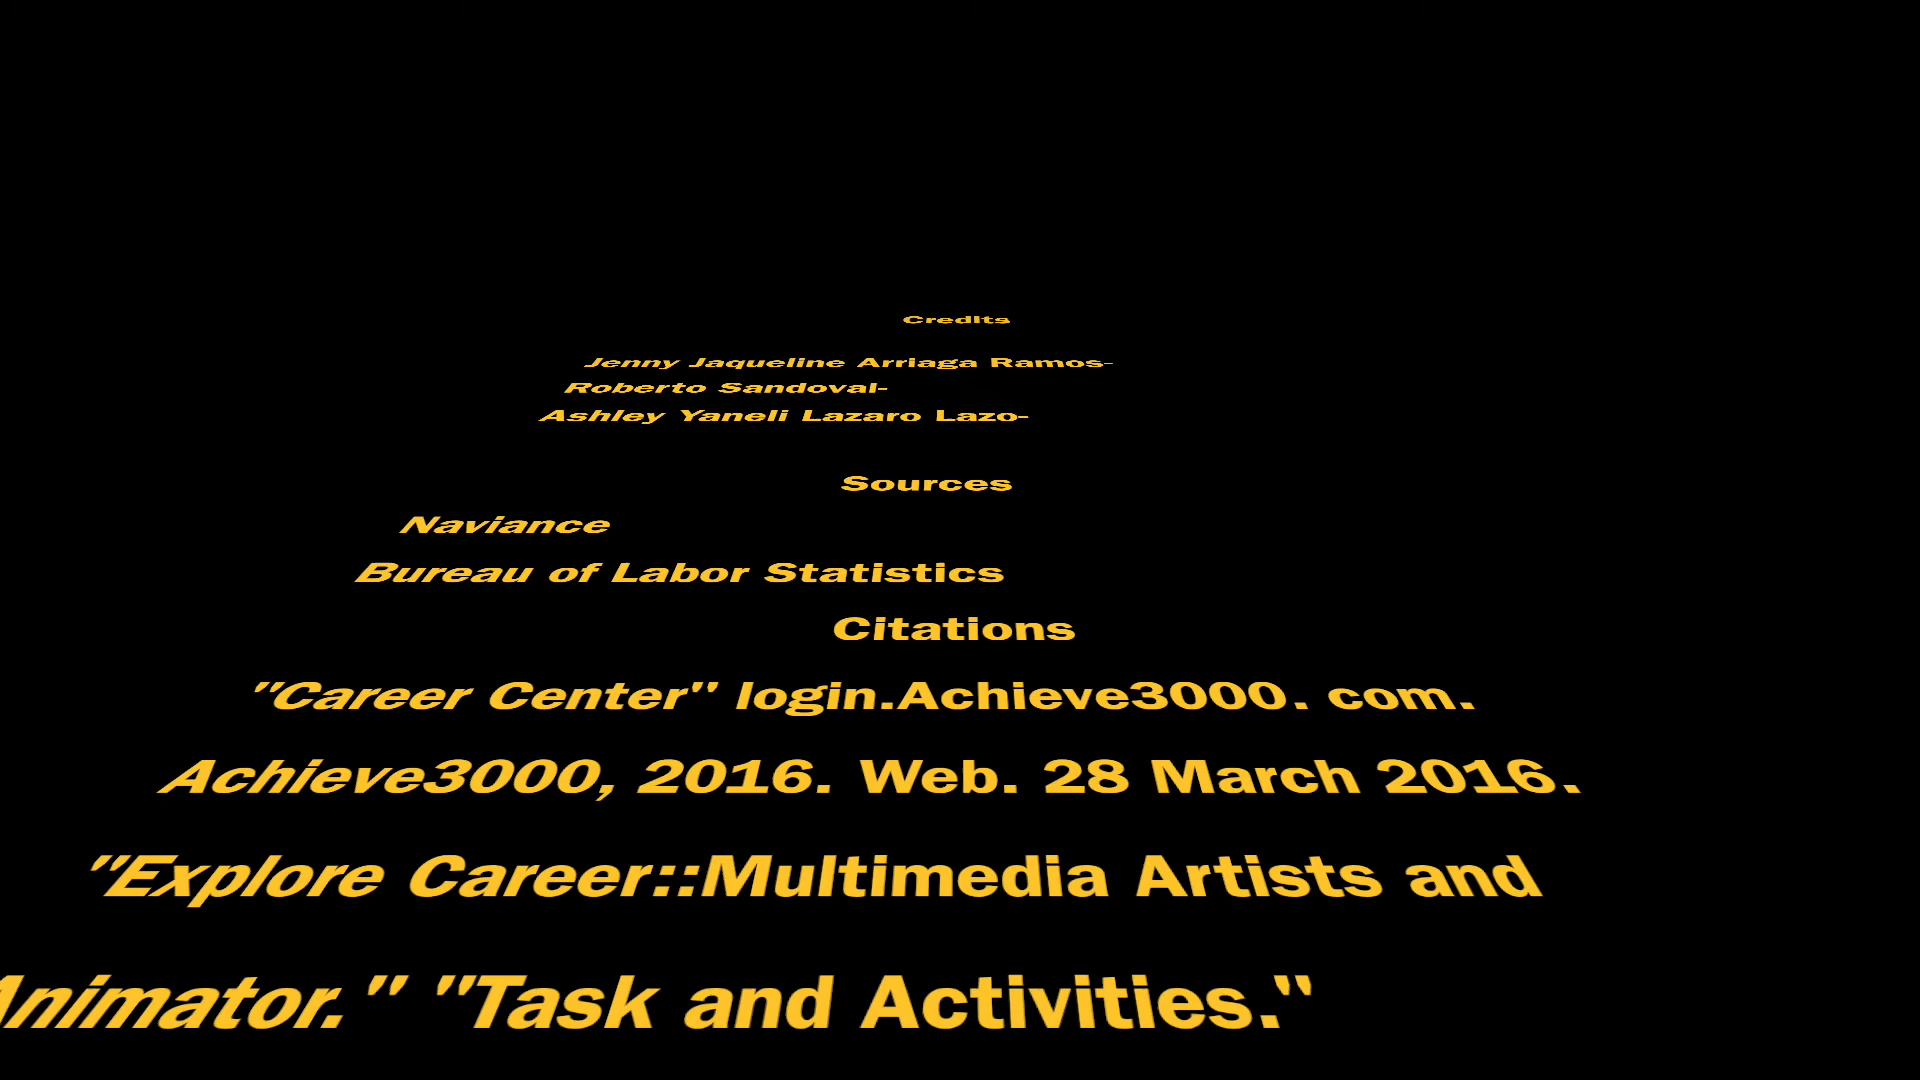 Credits
Jenny Jaqueline Arriaga Ramos-
Roberto Sandoval-
Ashley Yaneli Lazaro Lazo-
Sources
Naviance
Bureau of Labor Statistics
Citations
"Career Center" login.Achieve3000. com.
Achieve3000, 2016. Web. 28 March 2016.
"Explore Career::Multimedia Artists and
Animator." "Task and Activities."